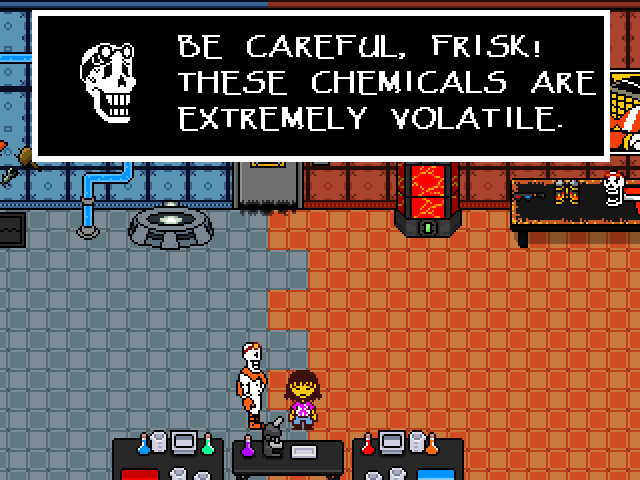 BE CAREFUL, FRISK!
THESE CHEMICALS ARE
EXTREMELY VOLATILE.